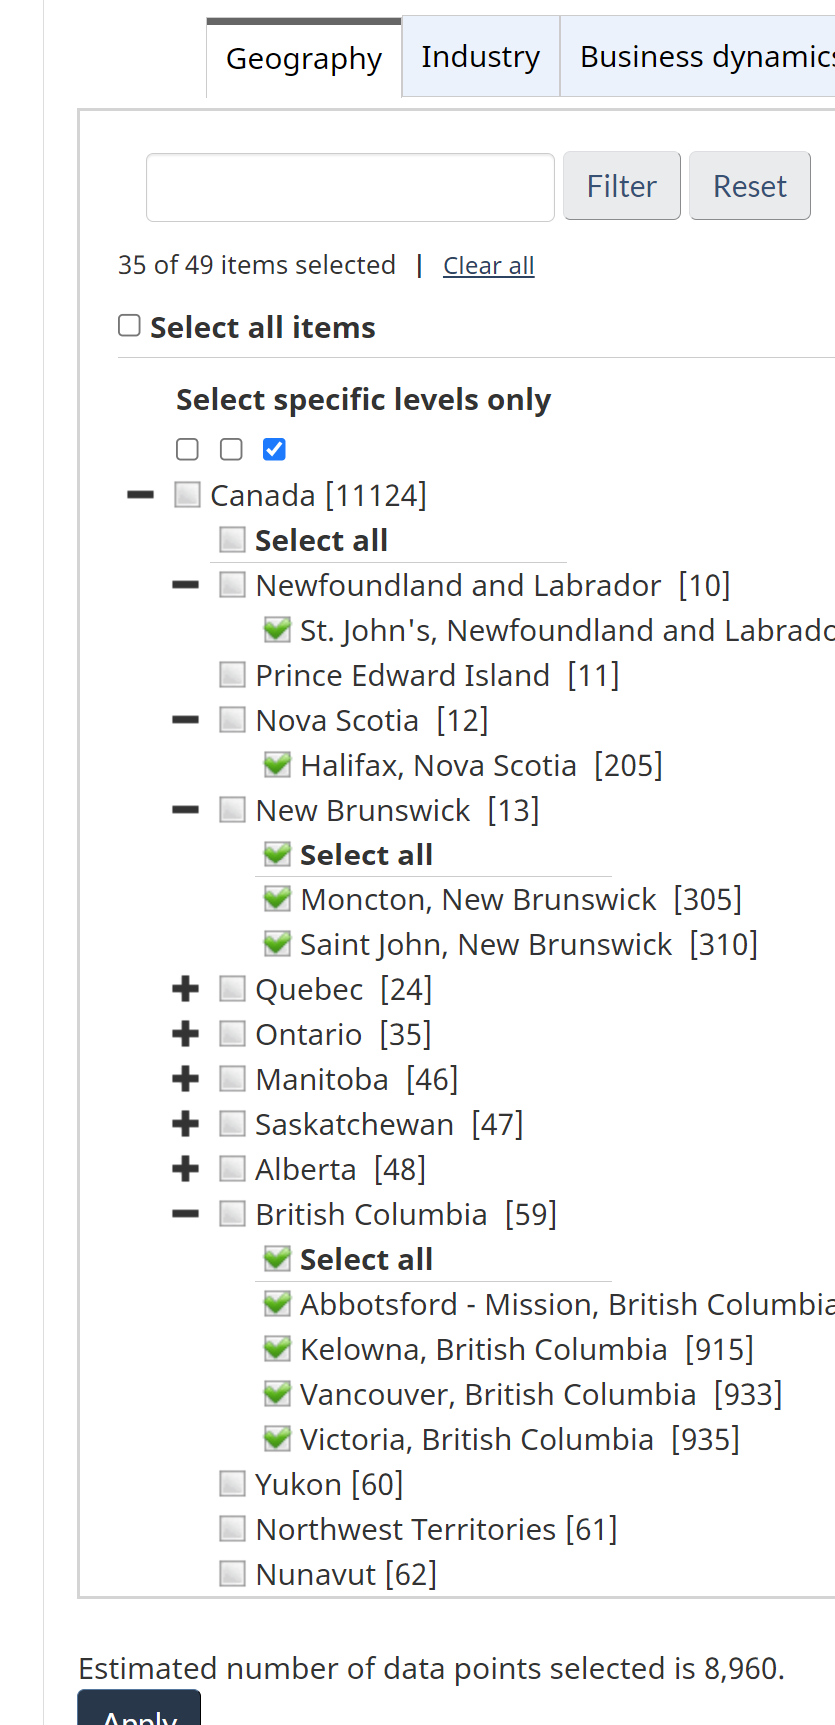 Geography Industry Business dynamics
Filter Reset
35 of 49 items selected | Clear all
Select all items
Select specific levels only
Canada [11124]
Select all
Newfoundland and Labrador [10]
St. John's, Newfoundland and Labrado
Prince Edward Island [11]
Nova Scotia [12]
Halifax, Nova Scotia [205]
New Brunswick [13]
Select all
Moncton, New Brunswick [305]
Saint John, New Brunswick [310]
Quebec [24]
Ontario [35]
Manitoba [46]
Saskatchewan [47]
Alberta [48]
British Columbia [59]
Select all
Abbotsford - Mission, British Columbia
Kelowna, British Columbia [915]
Vancouver, British Columbia [933]
Victoria, British Columbia [935]
Yukon [60]
Northwest Territories [61]
Nunavut [62]
Estimated number of data points selected is 8,960.
Apply